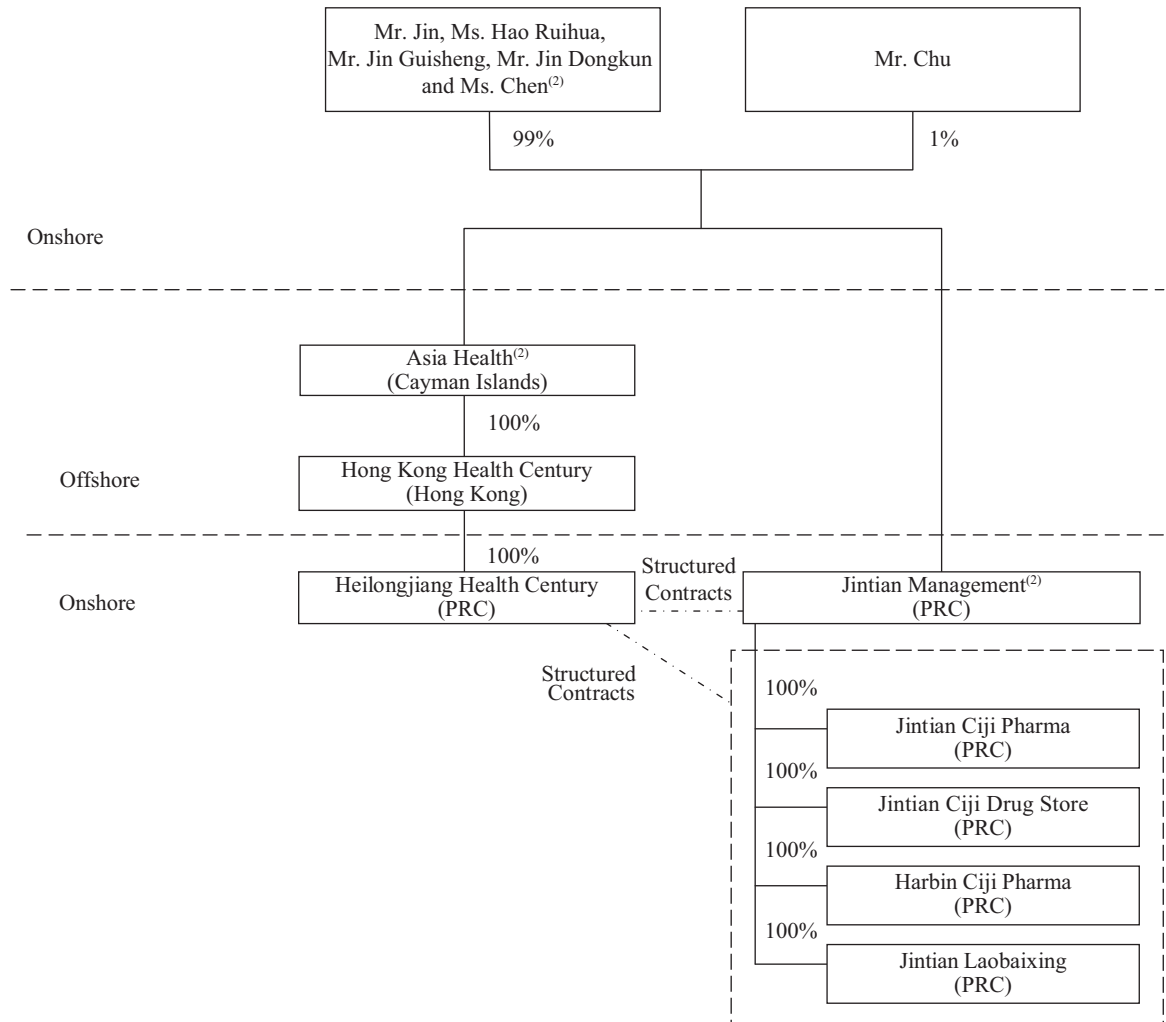 Mr. Jin, Ms. Hao Ruihua,
Mr. Jin Guisheng, Mr. Jin Dongkun
and Ms. Chen(2)
Mr. Chu
99%
1%
Onshore
Asia Health(2)
(Cayman Islands)
100%
Offshore
Hong Kong Health Century
(Hong Kong)
100%
Onshore
Heilongjiang Health Century
(PRC)
Structured
Contracts
Jintian Management(2)
(PRC)
Structured
Contracts
100%
Jintian Ciji Pharma
(PRC)
100%
Jintian Ciji Drug Store
(PRC)
100%
Harbin Ciji Pharma
(PRC)
100%
Jintian Laobaixing
(PRC)